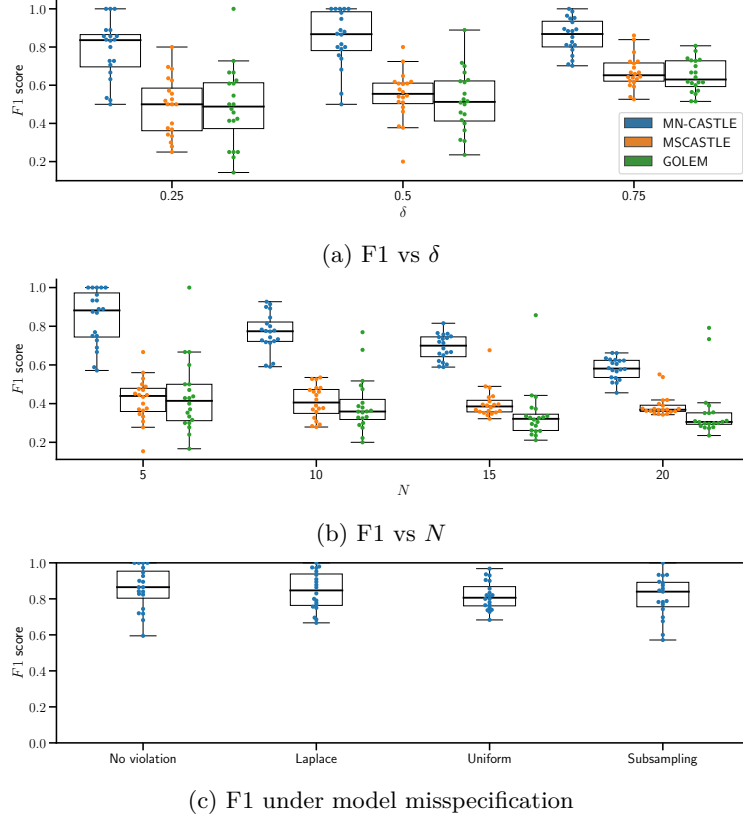 1.0
0.8
0.6
0.4
0.2
F1 score
MN-CASTLE
MSCASTLE
GOLEM
0.25 0.5 0.75
δ
(a) F1 vs δ
1.0
0.8
0.6
0.4
0.2
F1 score
5 10 15 20
N
(b) F1 vs N
1.0
0.8
0.6
0.4
0.2
0.0
F1 score
No violation Laplace Uniform Subsampling
(c) F1 under model misspecification